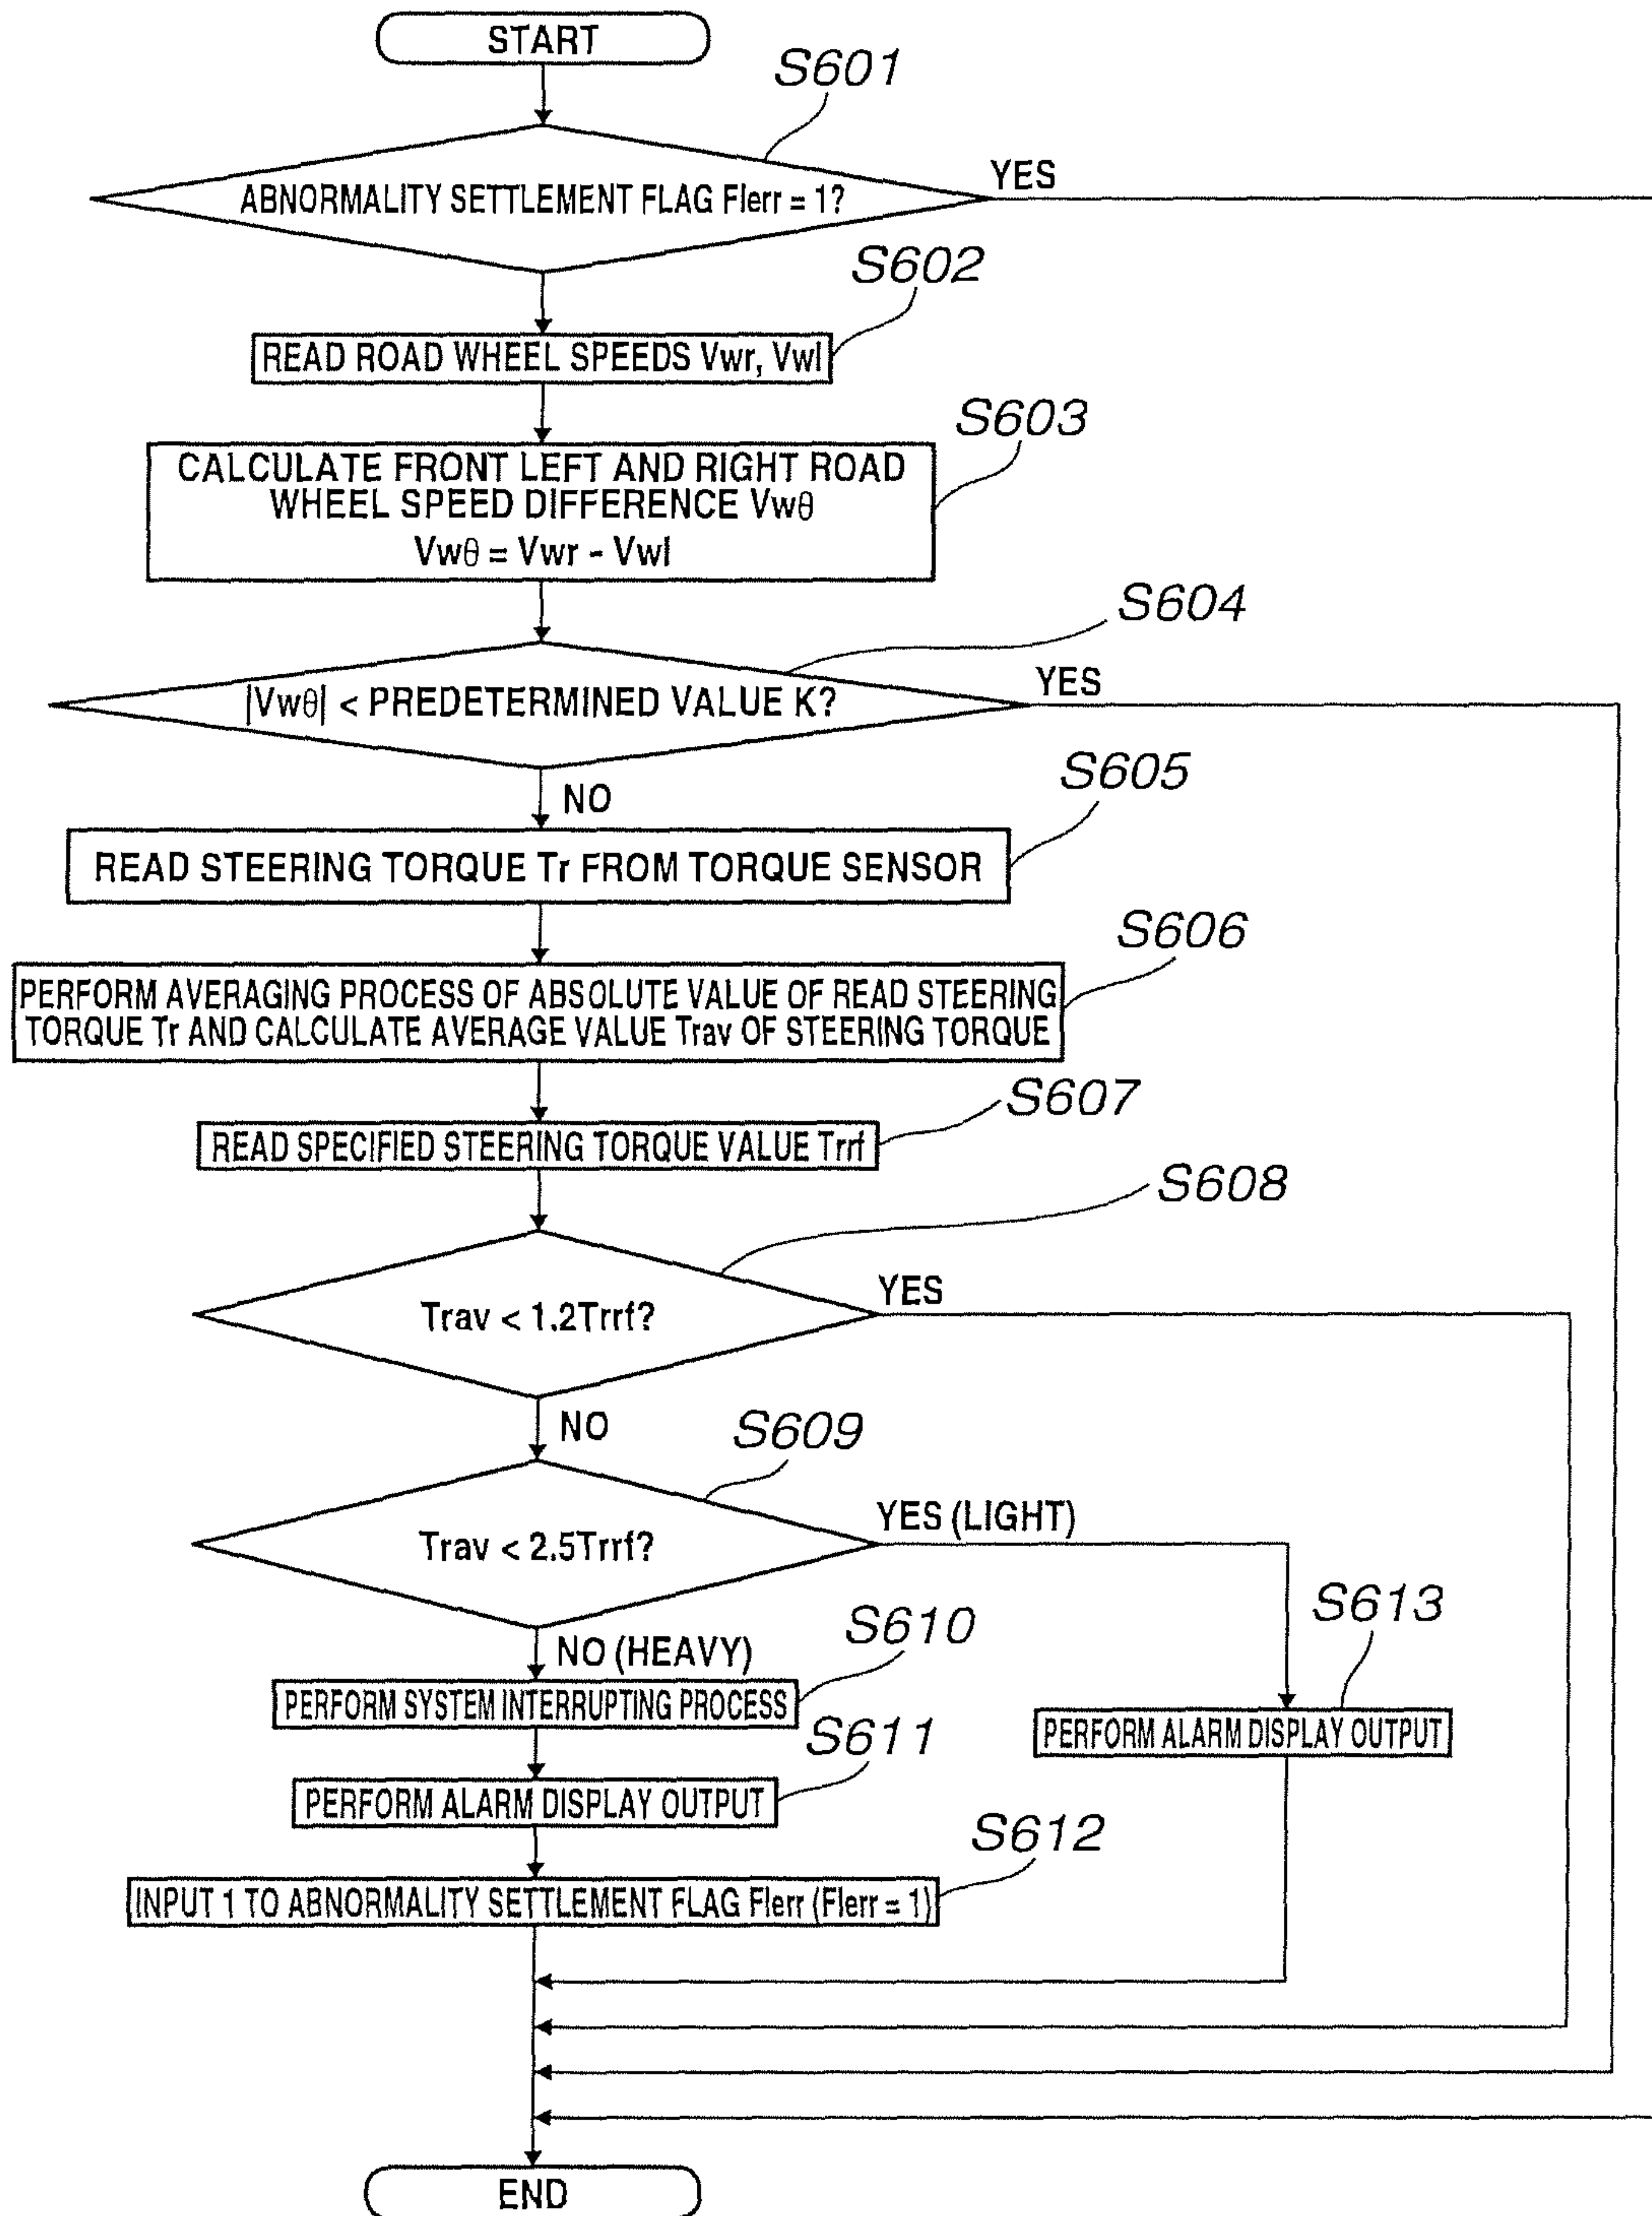 START
S601
ABNORMALITY SETTLEMENT FLAG Flerr = 1?
YES
S602
READ ROAD WHEEL SPEEDS Vwr, Vwl
S603
CALCULATE FRONT LEFT AND RIGHT ROAD
WHEEL SPEED DIFFERENCE Vwθ
Vwθ = Vwr - Vwl
S604
|Vwθ| < PREDETERMINED VALUE K?
YES
NO
S605
READ STEERING TORQUE Tr FROM TORQUE SENSOR
S606
PERFORM AVERAGING PROCESS OF ABSOLUTE VALUE OF READ STEERING
TORQUE Tr AND CALCULATE AVERAGE VALUE Trav OF STEERING TORQUE
S607
READ SPECIFIED STEERING TORQUE VALUE Trrf
S608
Trav < 1.2Trrf?
YES
NO
S609
Trav < 2.5Trrf?
YES (LIGHT)
NO (HEAVY)
S610
PERFORM SYSTEM INTERRUPTING PROCESS
S613
PERFORM ALARM DISPLAY OUTPUT
S611
PERFORM ALARM DISPLAY OUTPUT
S612
INPUT 1 TO ABNORMALITY SETTLEMENT FLAG Flerr (Flerr = 1)
END